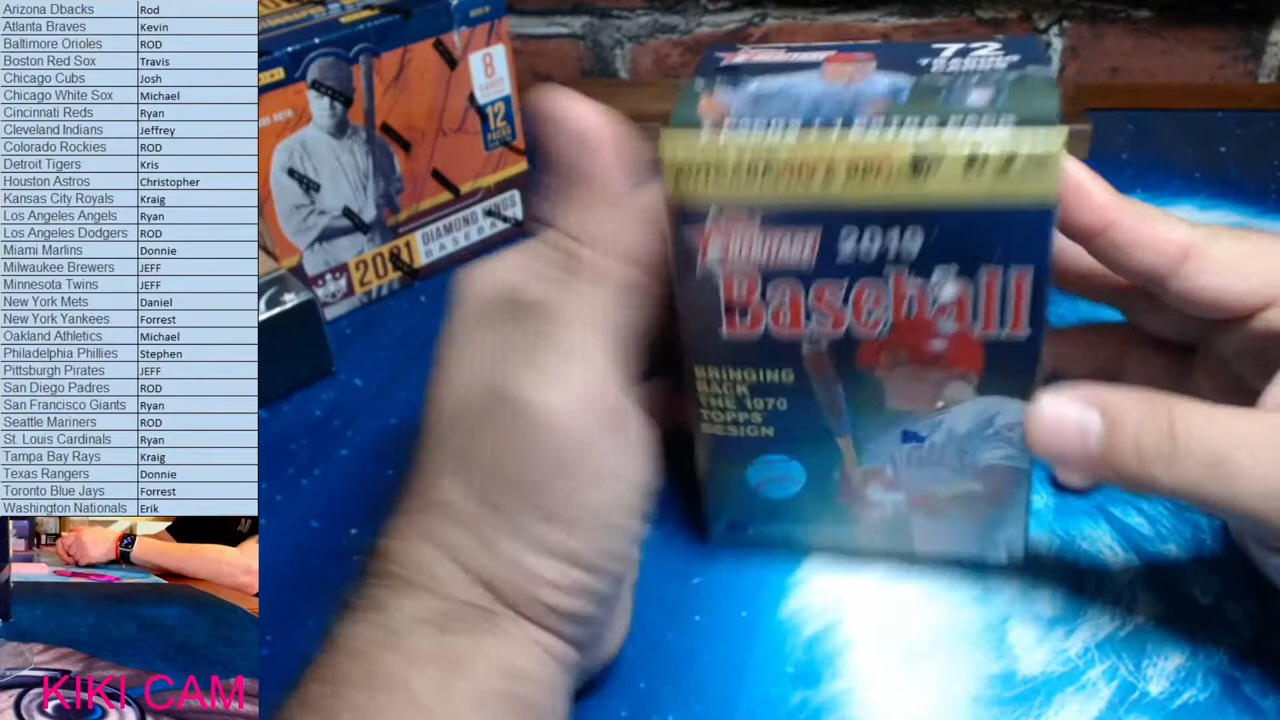 Arizona Dbacks Rod
Atlanta Braves Kevin
Baltimore Orioles ROD
Boston Red Sox Travis
Chicago Cubs Josh
Chicago White Sox Michael
Cincinnati Reds Ryan
Cleveland Indians Jeffrey
Colorado Rockies ROD
Detroit Tigers Kris
Houston Astros Christopher
Kansas City Royals Kraig
Los Angeles Angels Ryan
Los Angeles Dodgers ROD
Miami Marlins Donnie
Milwaukee Brewers JEFF
Minnesota Twins JEFF
New York Mets Daniel
New York Yankees Forrest
Oakland Athletics Michael
Philadelphia Phillies Stephen
Pittsburgh Pirates JEFF
San Diego Padres ROD
San Francisco Giants Ryan
Seattle Mariners ROD
St. Louis Cardinals Ryan
Tampa Bay Rays Kraig
Texas Rangers Donnie
Toronto Blue Jays Forrest
Washington Nationals Erik
KIKI CAM
8
12
PACKS
2021
DIAMOND KINGS
BASEBALL
72
HERITAGE
2019
Baseball
BRINGING
BACK
THE 1970
TOPPS
DESIGN